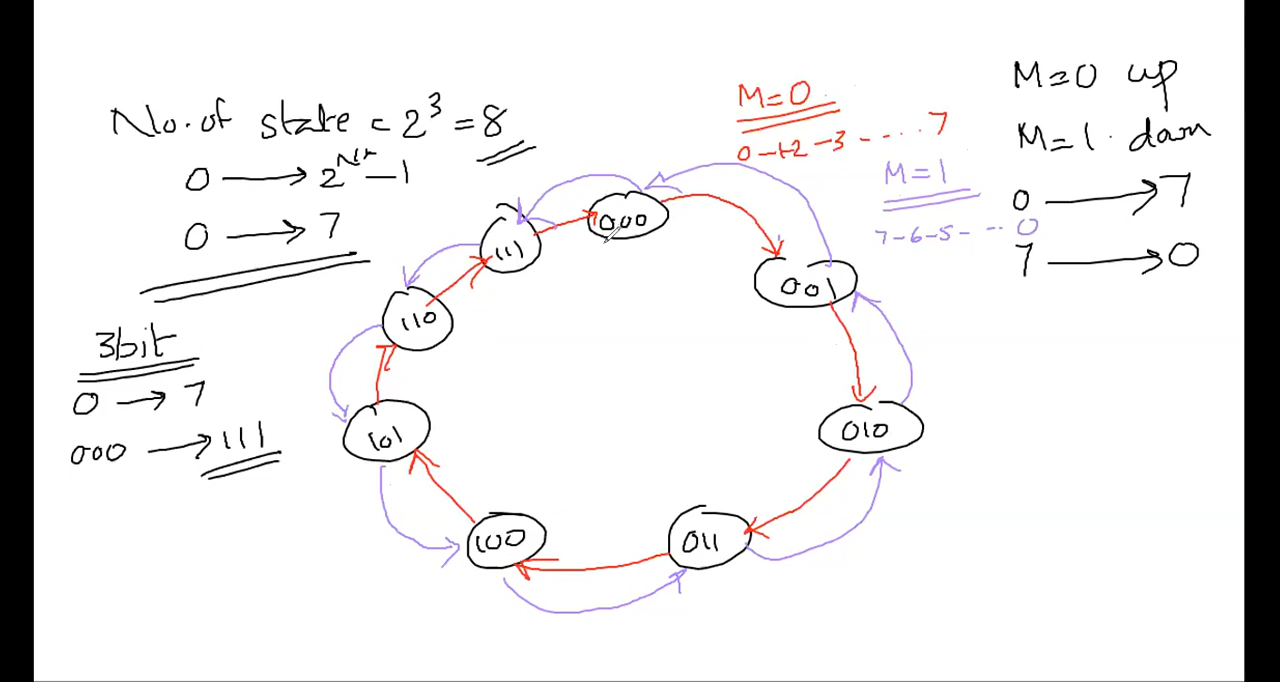 No. of state = 2³ = 8
0 → 2^Nr - 1
0 → 7
3bit
0 → 7
000 → 111
M=0
0-1-2-3-....7
M=1
7-6-5-...0
M=0 up
M=1. down
0 → 7
7 → 0
000
001
010
011
100
101
110
111